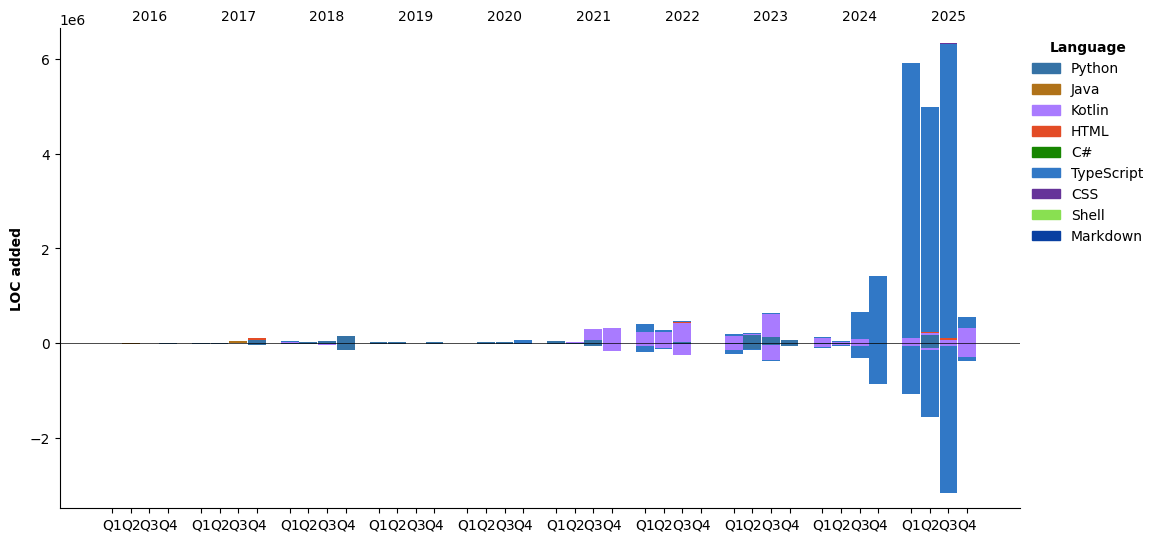 1e6 2016 2017 2018 2019 2020 2021 2022 2023 2024 2025
Language
Python
Java
Kotlin
HTML
C#
TypeScript
CSS
Shell
Markdown
6
4
2
0
−2
LOC added
Q1Q2Q3Q4 Q1Q2Q3Q4 Q1Q2Q3Q4 Q1Q2Q3Q4 Q1Q2Q3Q4 Q1Q2Q3Q4 Q1Q2Q3Q4 Q1Q2Q3Q4 Q1Q2Q3Q4 Q1Q2Q3Q4